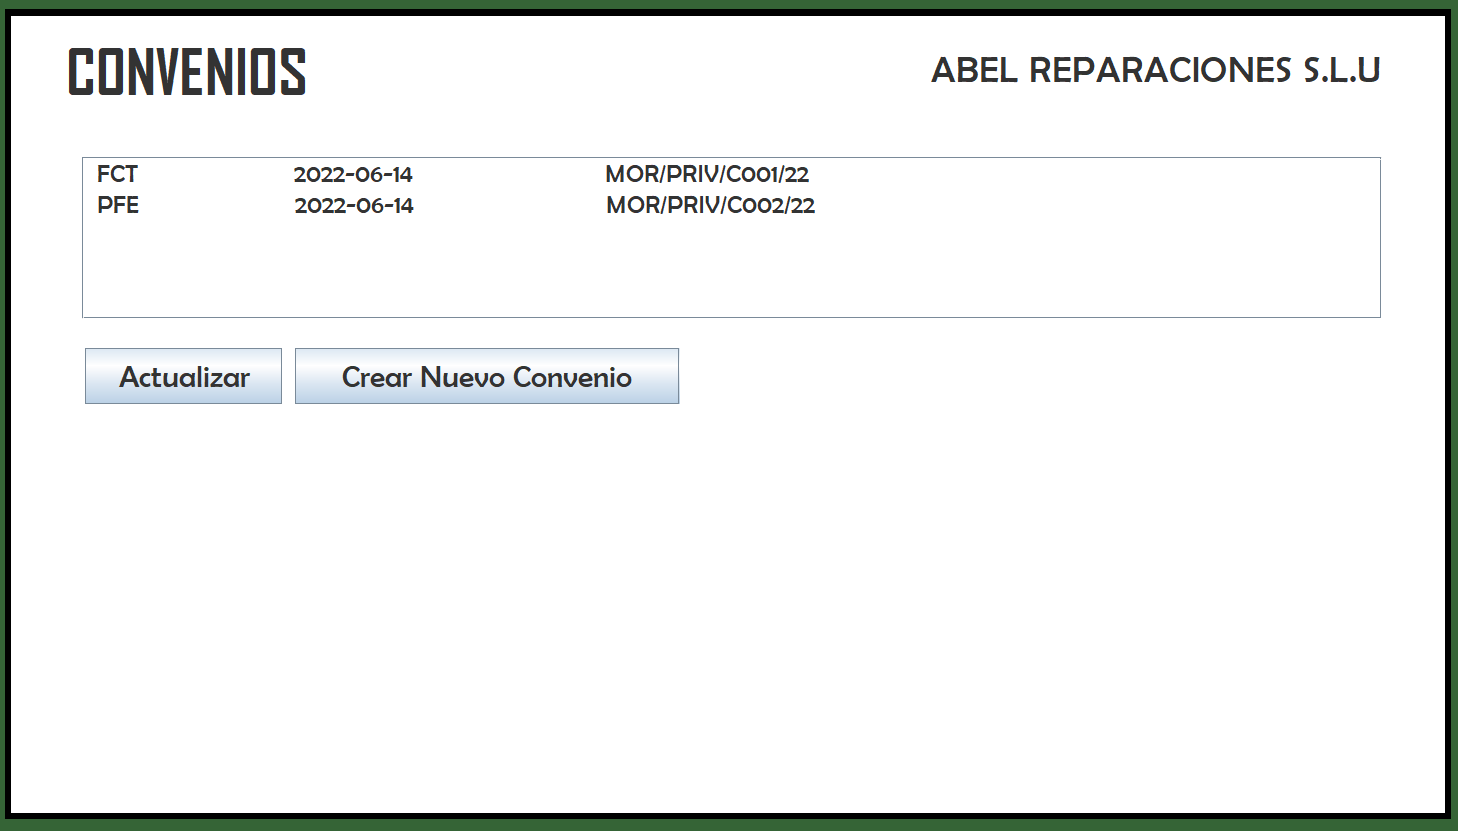 CONVENIOS
ABEL REPARACIONES S.L.U
FCT 2022-06-14 MOR/PRIV/C001/22
PFE 2022-06-14 MOR/PRIV/C002/22
Actualizar Crear Nuevo Convenio